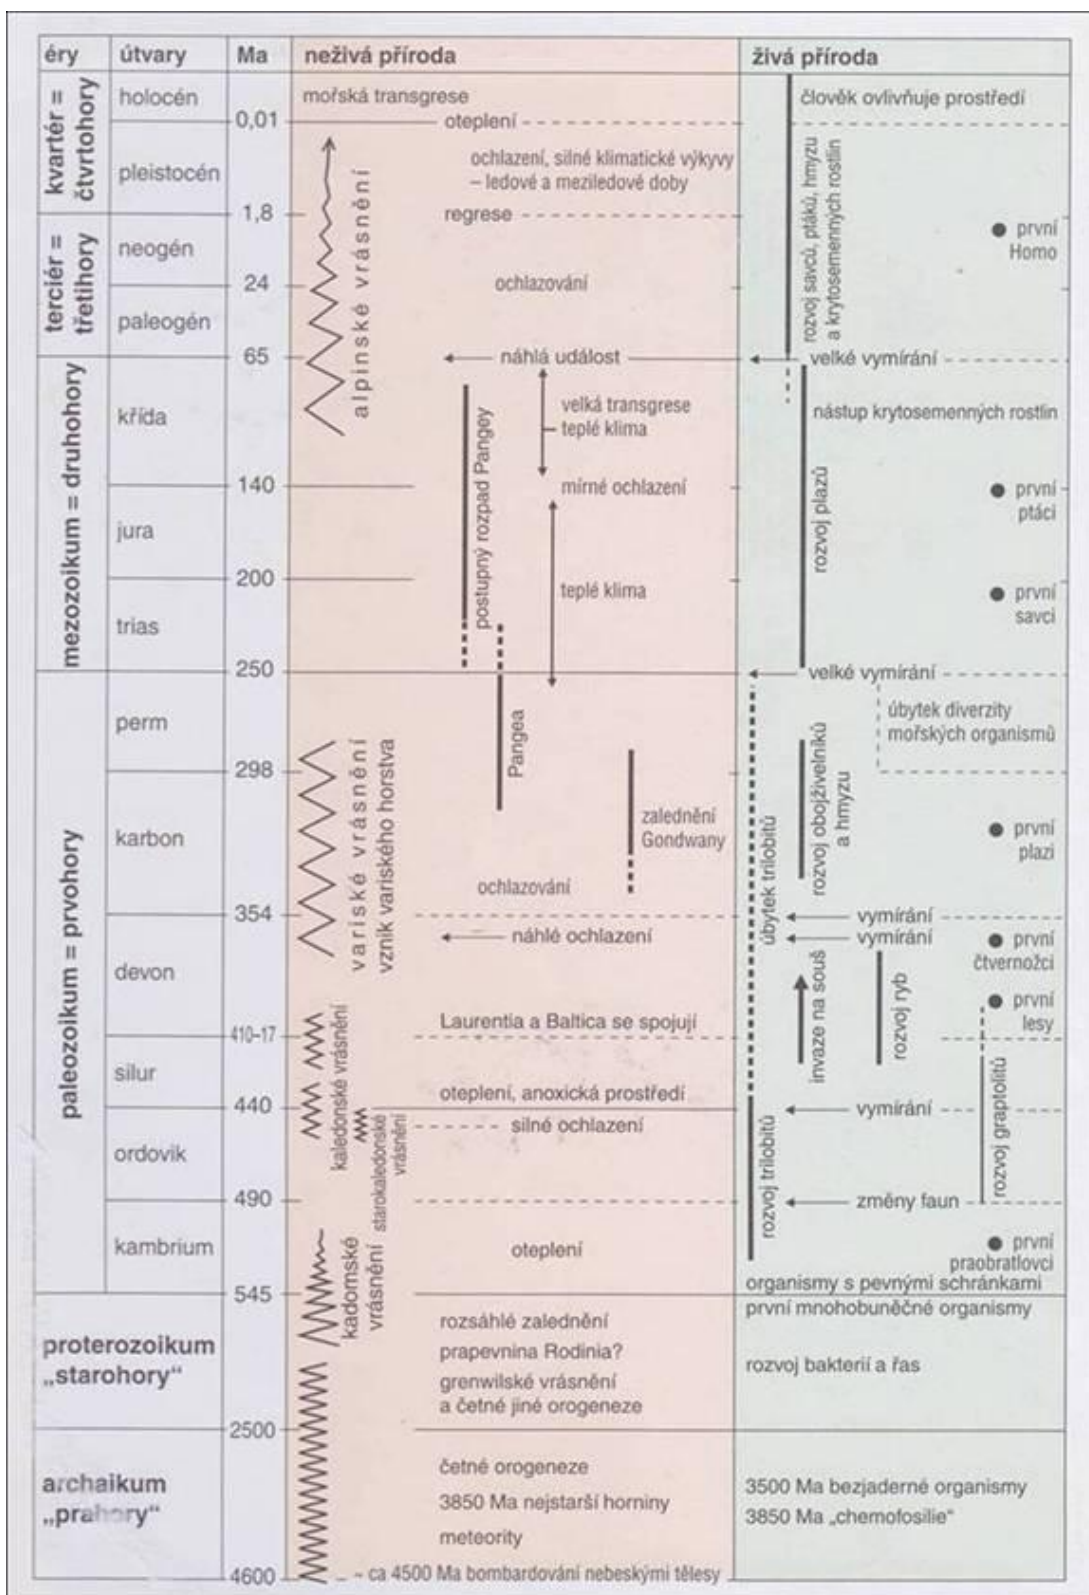 éry útvary Ma neživá příroda živá příroda
kvartér =
čtvrtohory
holocén mořská transgrese člověk ovlivňuje prostředí
0,01 oteplení
pleistocén ochlazení, silné klimatické výkyvy
– ledové a meziledové doby
1,8 regrese
alpinské vrásnění
rozvoj savců, ptáků, hmyzu
a krytosemenných rostlin
terciér =
třetihory
neogén
první
Homo
24 ochlazování
paleogén
65 náhlá událost velké vymírání
mezozoikum = druhohory
křída
velká transgrese
teplé klima
nástup krytosemenných rostlin
postupný rozpad Pangey
rozvoj plazů
140 mírné ochlazení
první
ptáci
jura
200 teplé klima
první
savci
trias
250 velké vymírání
paleozoikum = prvohory
perm
Pangea
úbytek diverzity
mořských organismů
298
variské vrásnění
vznik variského horstva
rozvoj obojživelníků
a hmyzu
úbytek trilobitů
karbon
zalednění
Gondwany
první
plazi
ochlazování
354 vymírání
náhlé ochlazení vymírání
první
čtvernožci
devon
invaze na souš
rozvoj ryb
první
lesy
410-17 Laurentia a Baltica se spojují
kaledonské vrásnění
silur
oteplení, anoxická prostředí
440 vymírání
silné ochlazení
starokaledonské
vrásnění
rozvoj trilobitů
rozvoj graptolitů
ordovik
490 změny faun
kambrium oteplení
první
praobratlovci
kadomské
vrásnění
organismy s pevnými schránkami
545
první mnohobuněčné organismy
proterozoikum
„starohory“
rozsáhlé zalednění
prapevnina Rodinia?
grenwilské vrásnění
a četné jiné orogeneze
rozvoj bakterií a řas
2500
archaikum
„prahory“
četné orogeneze
3850 Ma nejstarší horniny
meteority
3500 Ma bezjaderné organismy
3850 Ma „chemofosilie“
4600 ~ ca 4500 Ma bombardování nebeskými tělesy